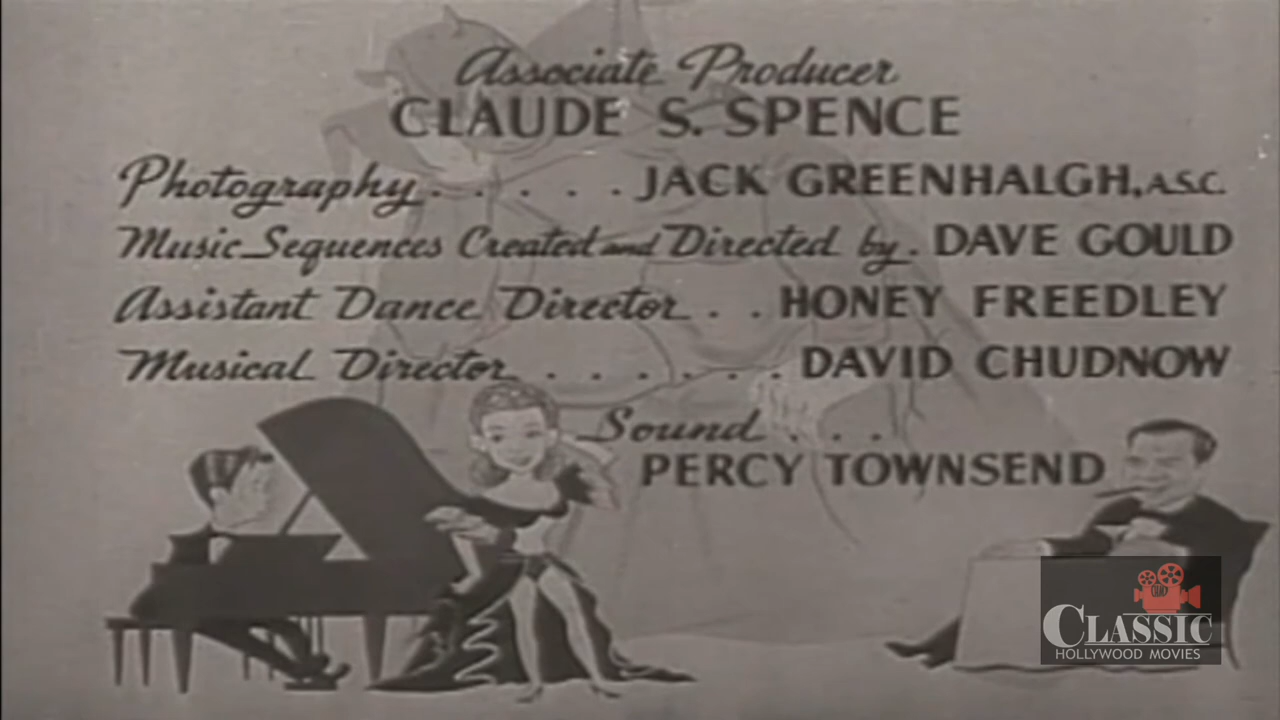 Associate Producer
CLAUDE S. SPENCE
Photography . . . . . JACK GREENHALGH, A.S.C.
Music Sequences Created and Directed by. DAVE GOULD
Assistant Dance Director . . HONEY FREEDLEY
Musical Director . . . . . . DAVID CHUDNOW
Sound . . .
PERCY TOWNSEND
CLASSIC
HOLLYWOOD MOVIES